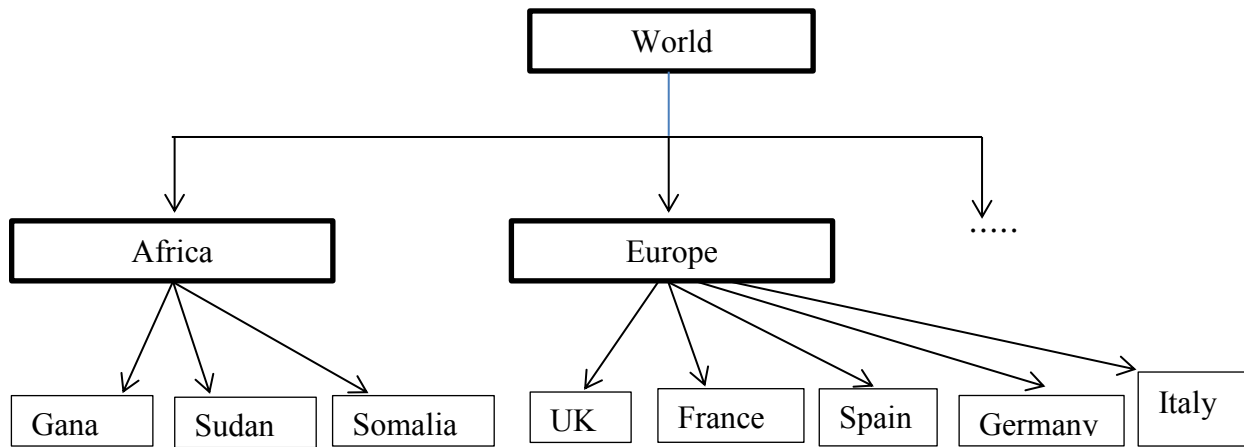 World
Africa
Europe
.....
Gana
Sudan
Somalia
UK
France
Spain
Germany
Italy